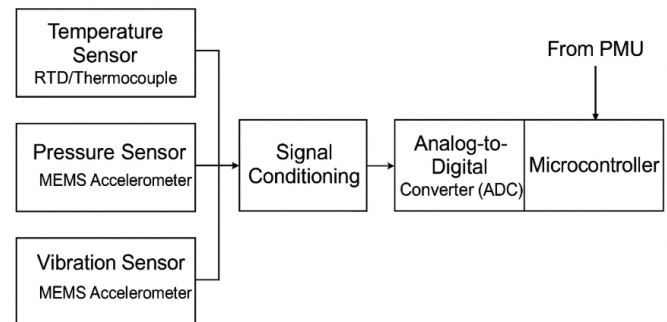 Temperature
Sensor
RTD/Thermocouple
Pressure Sensor
MEMS Accelerometer
Vibration Sensor
MEMS Accelerometer
Signal
Conditioning
Analog-to-
Digital
Converter (ADC)
From PMU
Microcontroller